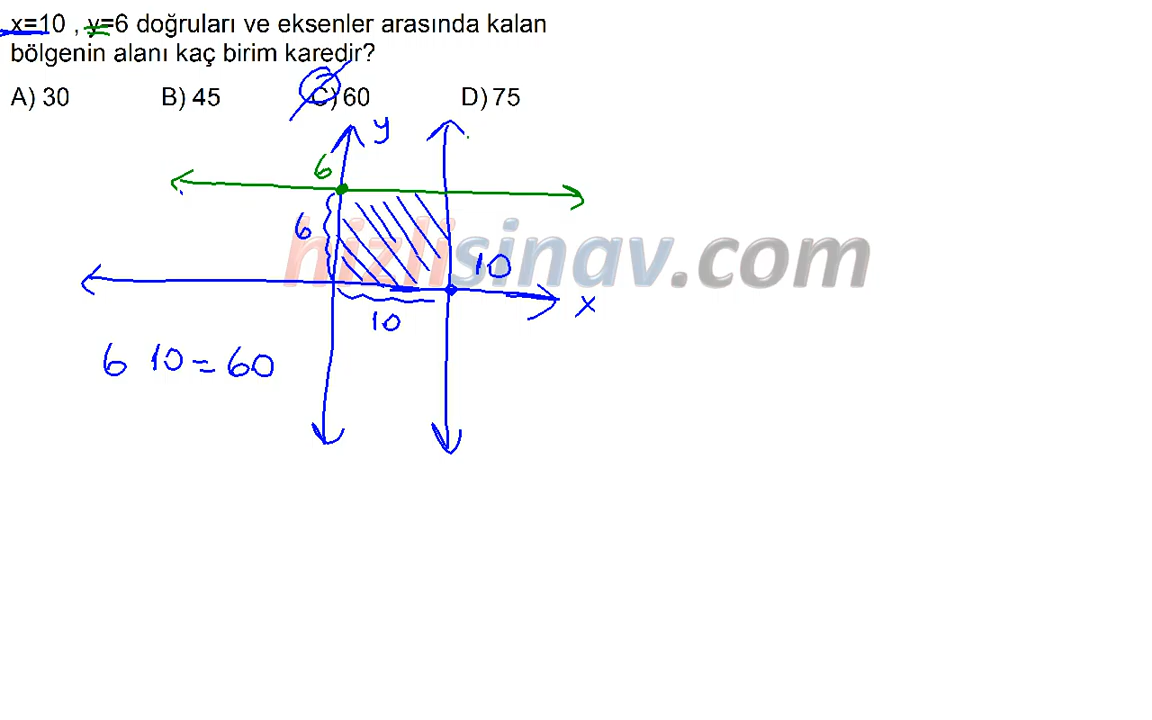 x=10 , y=6 doğruları ve eksenler arasında kalan
bölgenin alanı kaç birim karedir?
A) 30 B) 45 C) 60 D) 75
y
6
6
hizlisinav.com
10
x
10
6 10 = 60